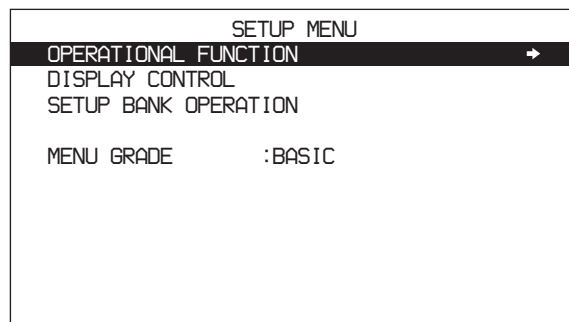 SETUP MENU
OPERATIONAL FUNCTION →
DISPLAY CONTROL
SETUP BANK OPERATION
MENU GRADE :BASIC